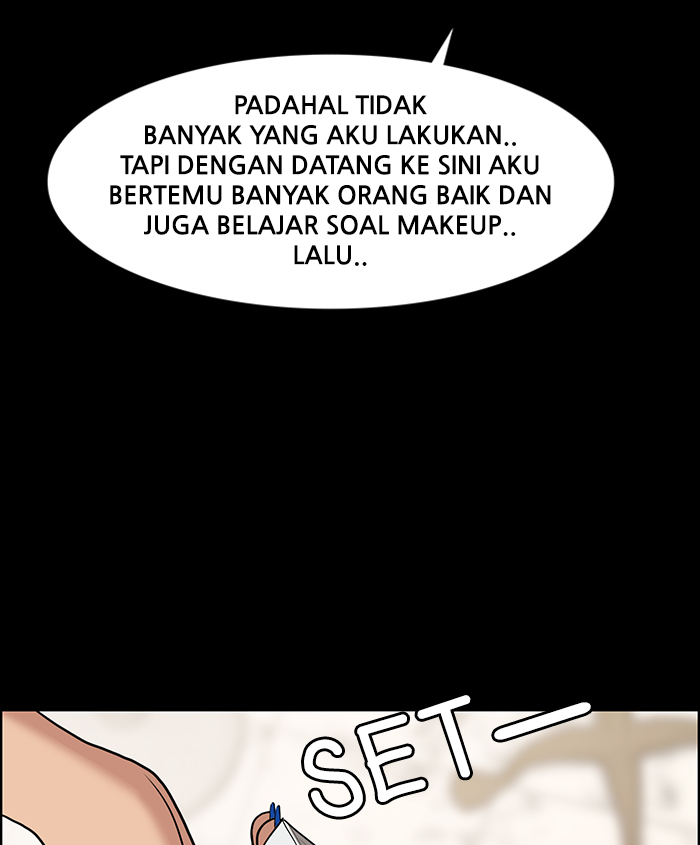 PADAHAL TIDAK
BANYAK YANG AKU LAKUKAN..
TAPI DENGAN DATANG KE SINI AKU
BERTEMU BANYAK ORANG BAIK DAN
JUGA BELAJAR SOAL MAKEUP..
LALU..
SET—